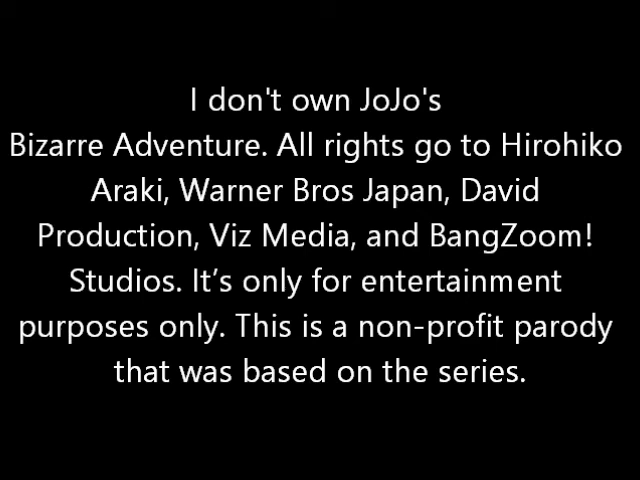 I don't own JoJo's
Bizarre Adventure. All rights go to Hirohiko
Araki, Warner Bros Japan, David
Production, Viz Media, and BangZoom!
Studios. It’s only for entertainment
purposes only. This is a non-profit parody
that was based on the series.